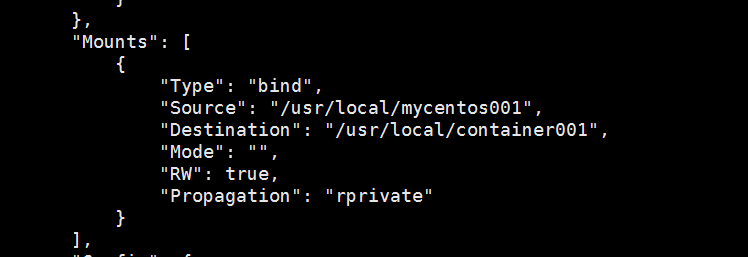 }
},
"Mounts": [
{
"Type": "bind",
"Source": "/usr/local/mycentos001",
"Destination": "/usr/local/container001",
"Mode": "",
"RW": true,
"Propagation": "rprivate"
}
],